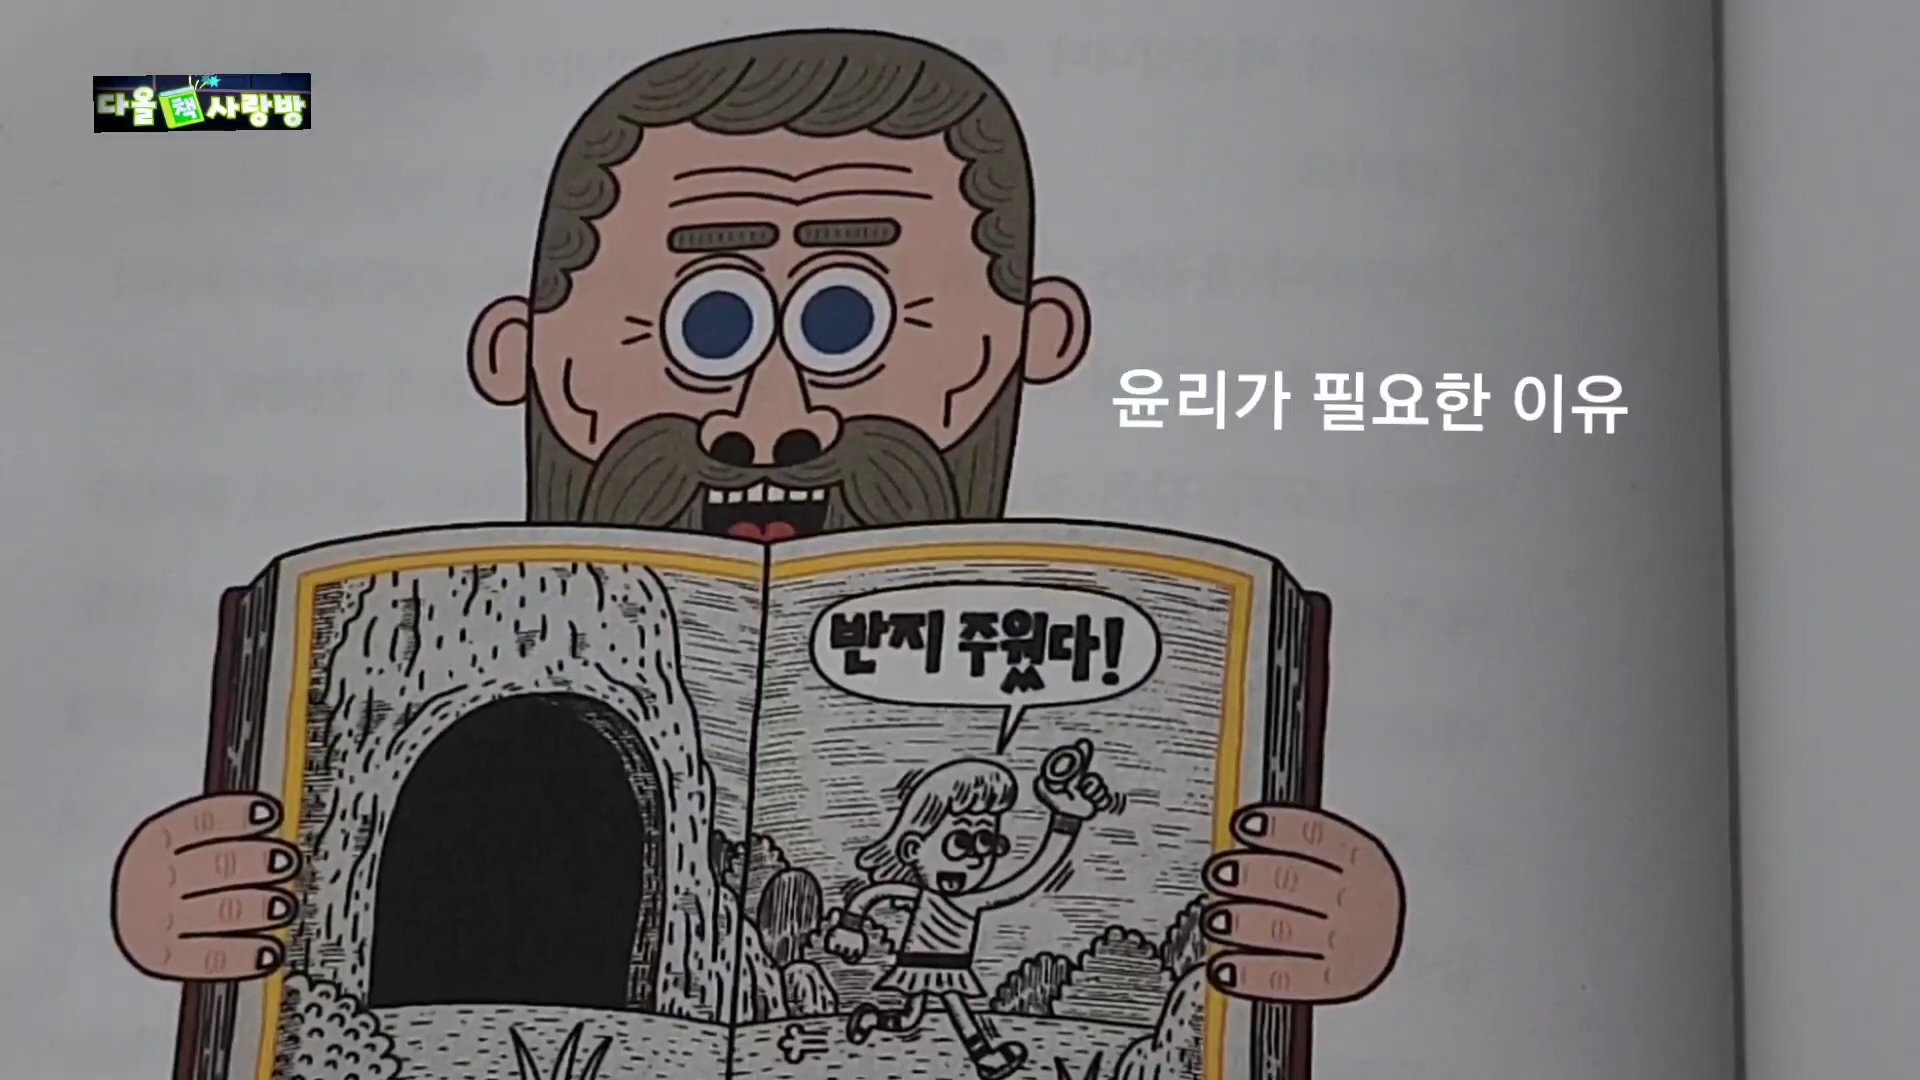 다올 책 사랑방
윤리가 필요한 이유
반지 주웠다!